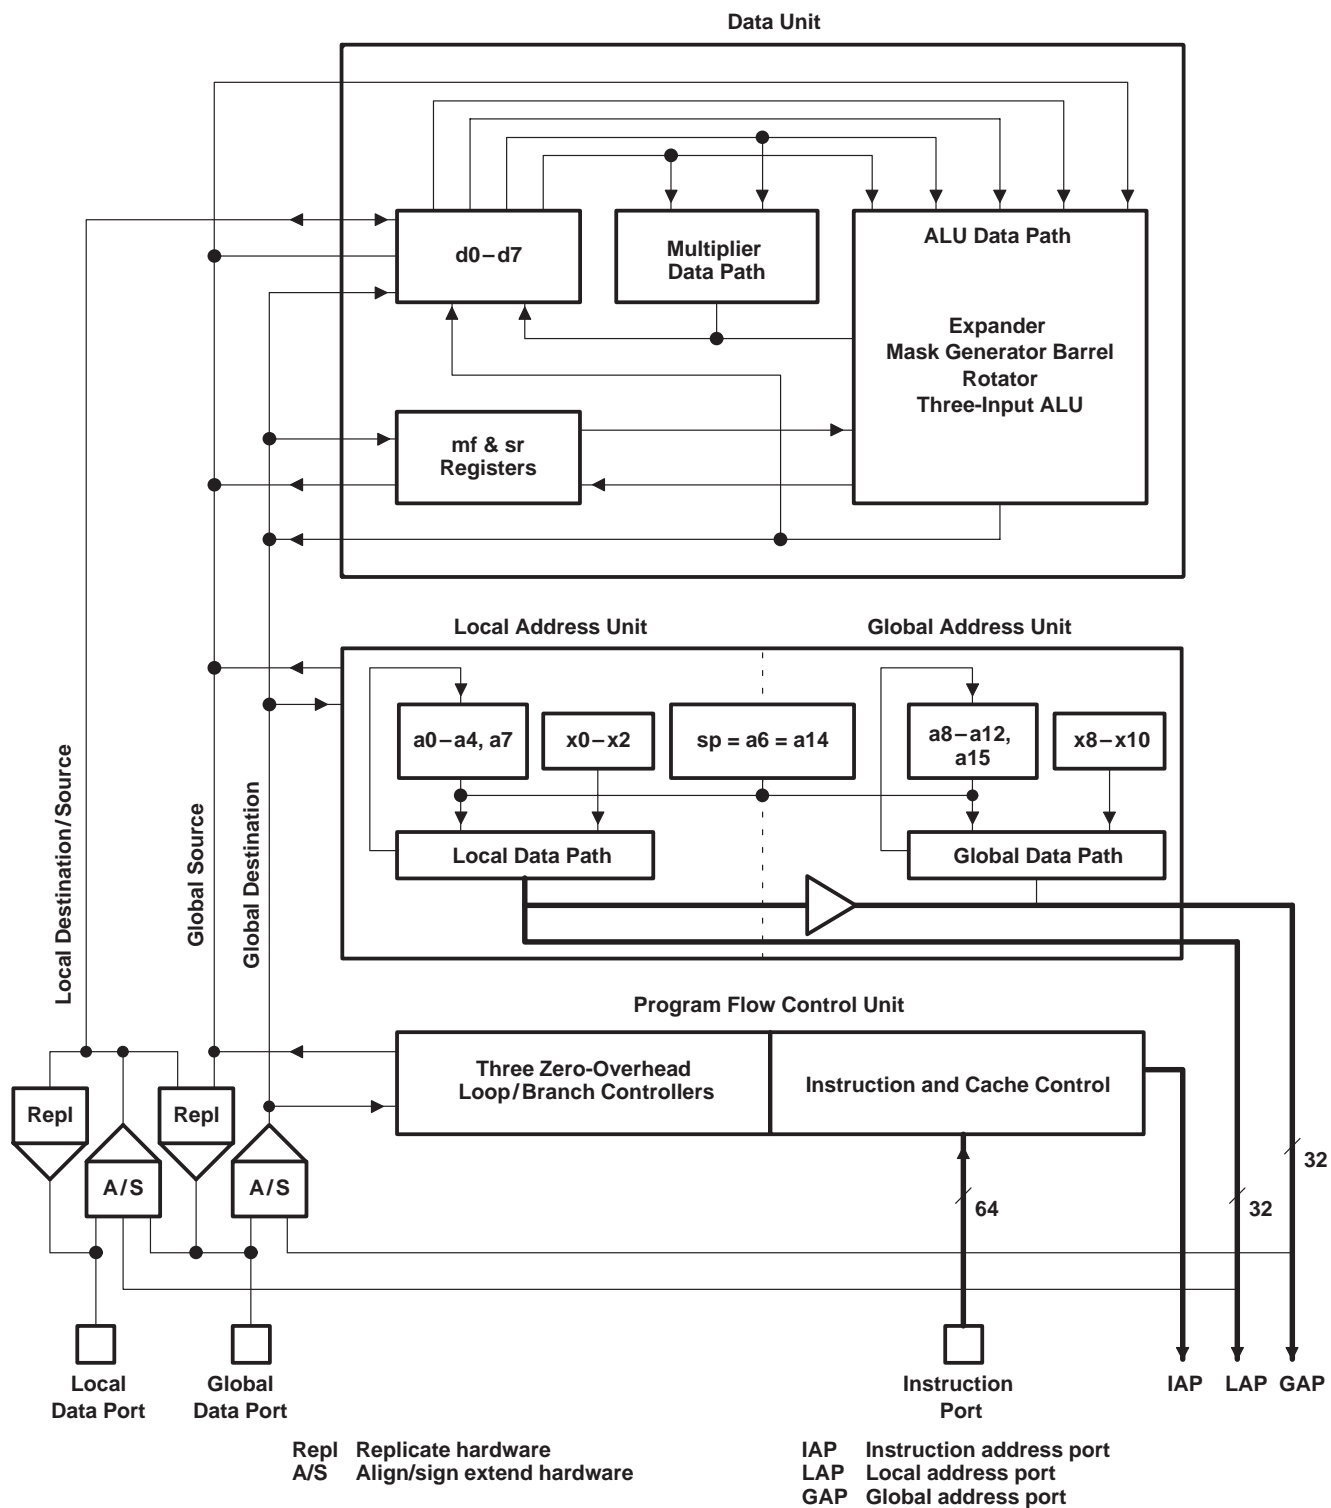 Data Unit
d0–d7
Multiplier
Data Path
ALU Data Path
Expander
Mask Generator Barrel
Rotator
Three-Input ALU
mf & sr
Registers
Local Address Unit
Global Address Unit
a0–a4, a7
x0–x2
sp = a6 = a14
a8–a12,
a15
x8–x10
Local Data Path
Global Data Path
Local Destination/Source
Global Source
Global Destination
Program Flow Control Unit
Three Zero-Overhead
Loop/Branch Controllers
Instruction and Cache Control
Repl
A/S
Repl
A/S
64
32
32
Local
Data Port
Global
Data Port
Instruction
Port
IAP
LAP
GAP
Repl Replicate hardware
A/S Align/sign extend hardware
IAP Instruction address port
LAP Local address port
GAP Global address port